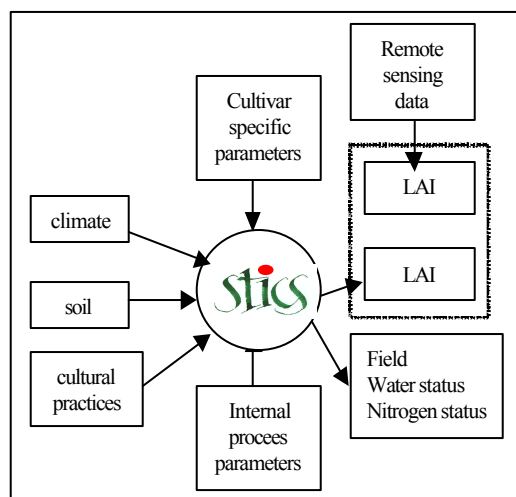 Remote
sensing
data
Cultivar
specific
parameters
LAI
climate
LAI
stics
soil
Field
Water status
Nitrogen status
cultural
practices
Internal
procees
parameters